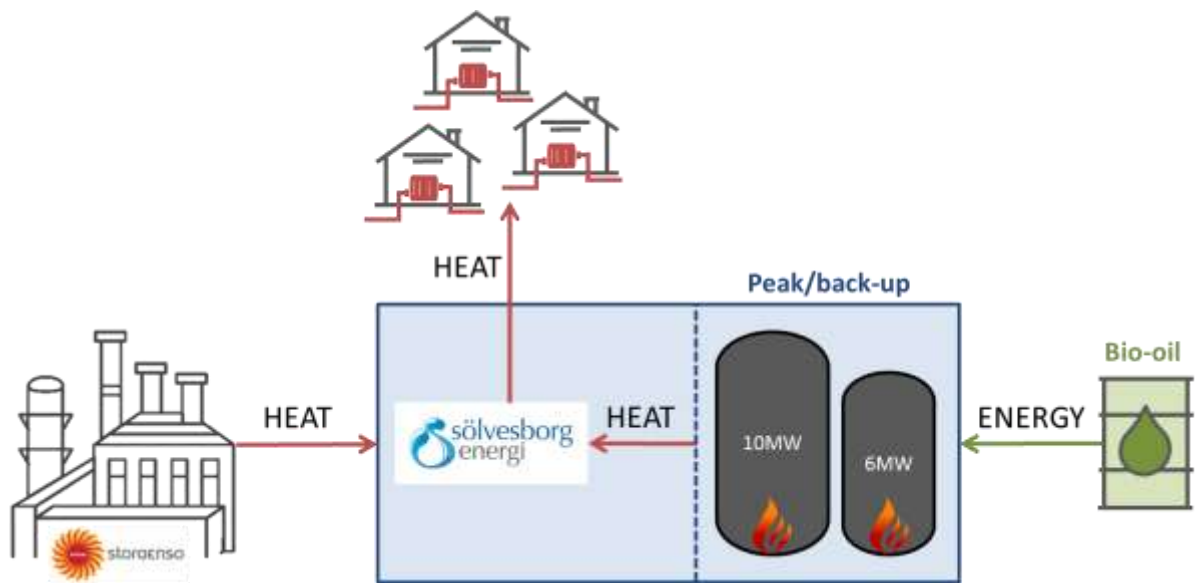 HEAT
Peak/back-up
Bio-oil
HEAT
sölvesborg
energi
HEAT
10MW
6MW
ENERGY
storaenso